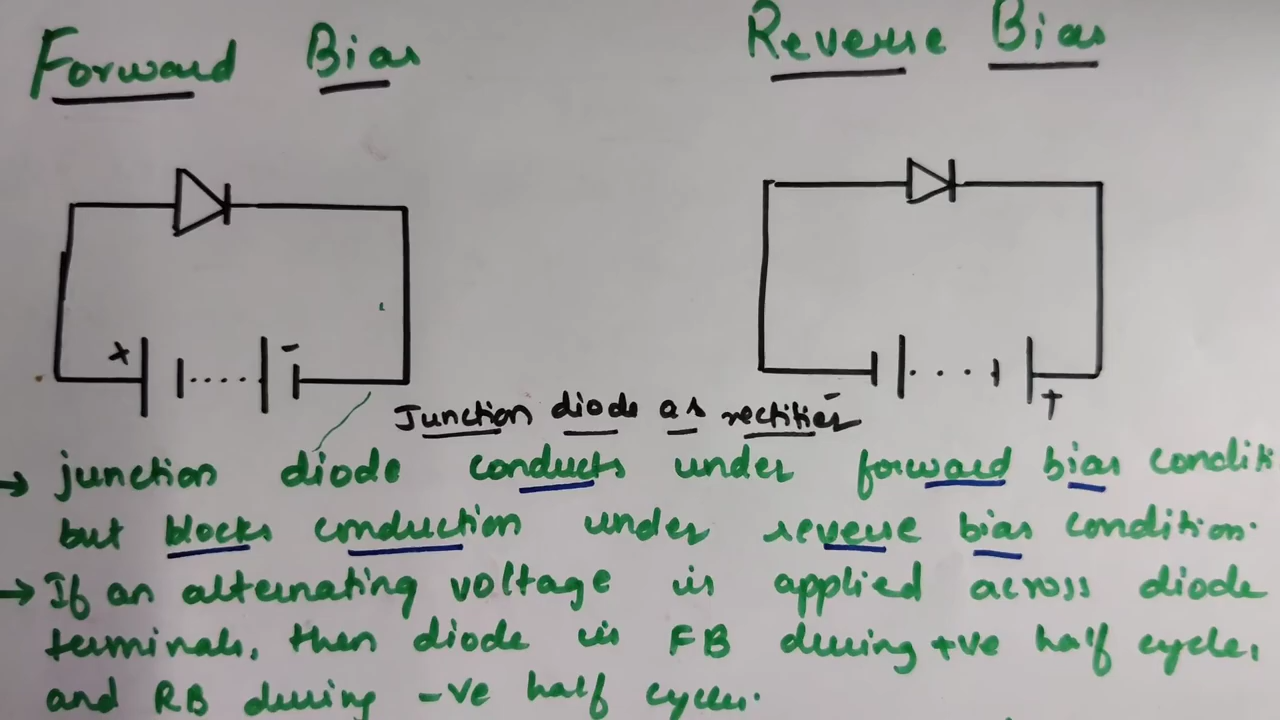 Forward Bias
Reverse Bias
+ -
- +
Junction diode as rectifier
→ junction diode conducts under forward bias conditi
but blocks conduction under reverse bias condition.
→ If an alternating voltage is applied across diode
terminals, then diode is FB during +ve half cycle,
and RB during -ve half cycle.